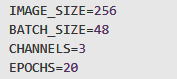 IMAGE_SIZE=256
BATCH_SIZE=48
CHANNELS=3
EPOCHS=20